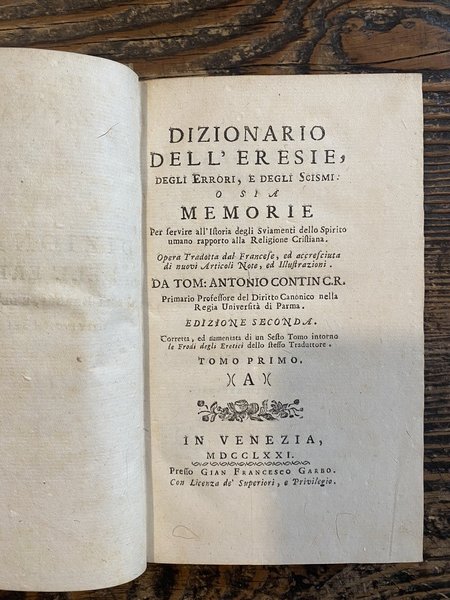 DIZIONARIO
DELL'ERESIE,
DEGLI ERRORI, E DEGLI SCISMI:
O SIA
MEMORIE
Per servire all'Istoria degli Sviamenti dello Spirito
umano rapporto alla Religione Cristiana.
Opera Tradotta dal Francese, ed accresciuta
di nuovi Articoli Note, ed Illustrazioni.
DA TOM: ANTONIO CONTIN C.R.
Primario Professore del Diritto Canonico nella
Regia Università di Parma.
EDIZIONE SECONDA.
Corretta, ed aumentata di un Sesto Tomo intorno
le Frodi degli Eretici dello stesso Traduttore.
TOMO PRIMO.
)( A )(
IN VENEZIA,
MDCCLXXI.
Presso GIAN FRANCESCO GARBO.
Con Licenza de' Superiori, e Privilegio.